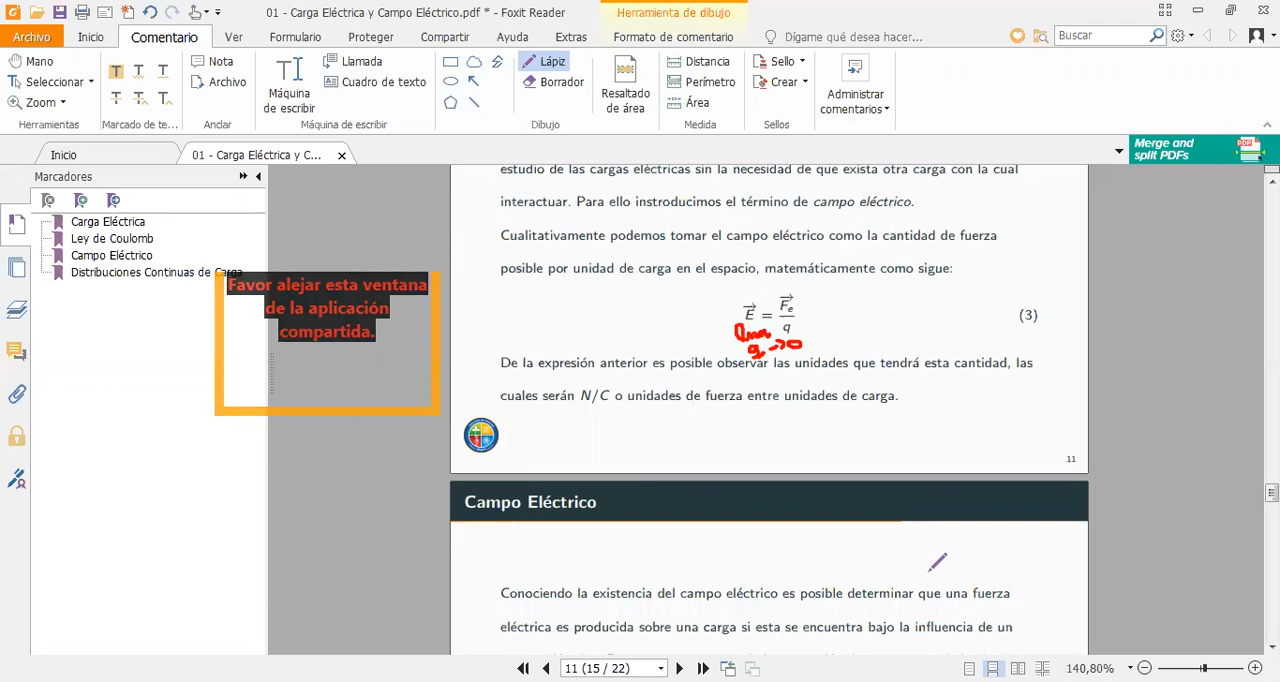 01 - Carga Eléctrica y Campo Eléctrico.pdf * - Foxit Reader
Herramienta de dibujo
Archivo
Inicio
Comentario
Ver
Formulario
Proteger
Compartir
Ayuda
Extras
Formato de comentario
Dígame qué desea hacer...
Buscar
Mano
Seleccionar
Zoom
Herramientas
Marcado de te...
Nota
Archivo
Anclar
Máquina
de escribir
Llamada
Cuadro de texto
Máquina de escribir
Lápiz
Borrador
Dibujo
Resaltado
de área
Distancia
Perímetro
Área
Medida
Sello
Crear
Sellos
Administrar
comentarios
Inicio
01 - Carga Eléctrica y C...
Merge and
split PDFs
Marcadores
Carga Eléctrica
Ley de Coulomb
Campo Eléctrico
Distribuciones Continuas de Carga
Favor alejar esta ventana
de la aplicación
compartida.
estudio de las cargas eléctricas sin la necesidad de que exista otra carga con la cual
interactuar. Para ello instroducimos el término de campo eléctrico.
Cualitativamente podemos tomar el campo eléctrico como la cantidad de fuerza
posible por unidad de carga en el espacio, matemáticamente como sigue:
E = Fe / q (3)
q → 0
De la expresión anterior es posible observar las unidades que tendrá esta cantidad, las
cuales serán N/C o unidades de fuerza entre unidades de carga.
11
Campo Eléctrico
Conociendo la existencia del campo eléctrico es posible determinar que una fuerza
eléctrica es producida sobre una carga si esta se encuentra bajo la influencia de un
11 (15 / 22)
140,80%